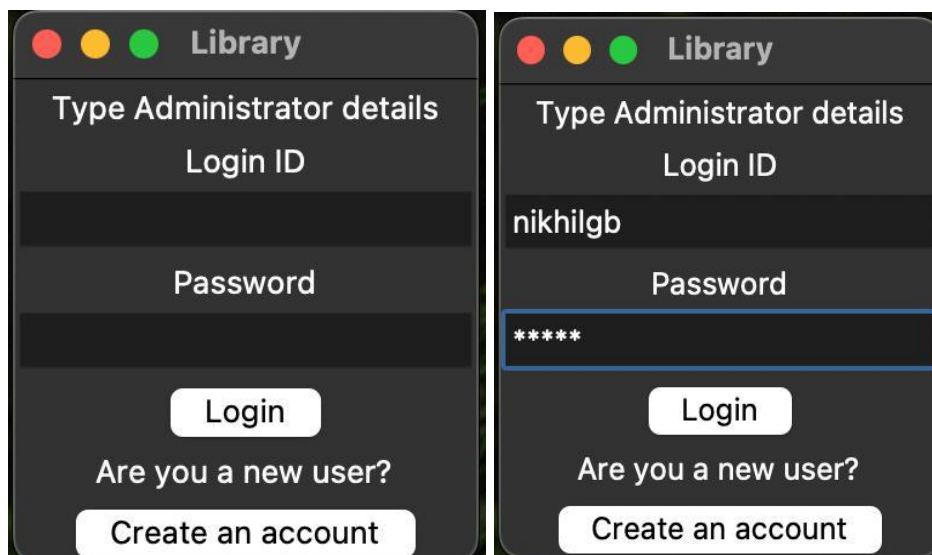 Library
Type Administrator details
Login ID
Password
Login
Are you a new user?
Create an account
Library
Type Administrator details
Login ID
nikhilgb
Password
*****
Login
Are you a new user?
Create an account